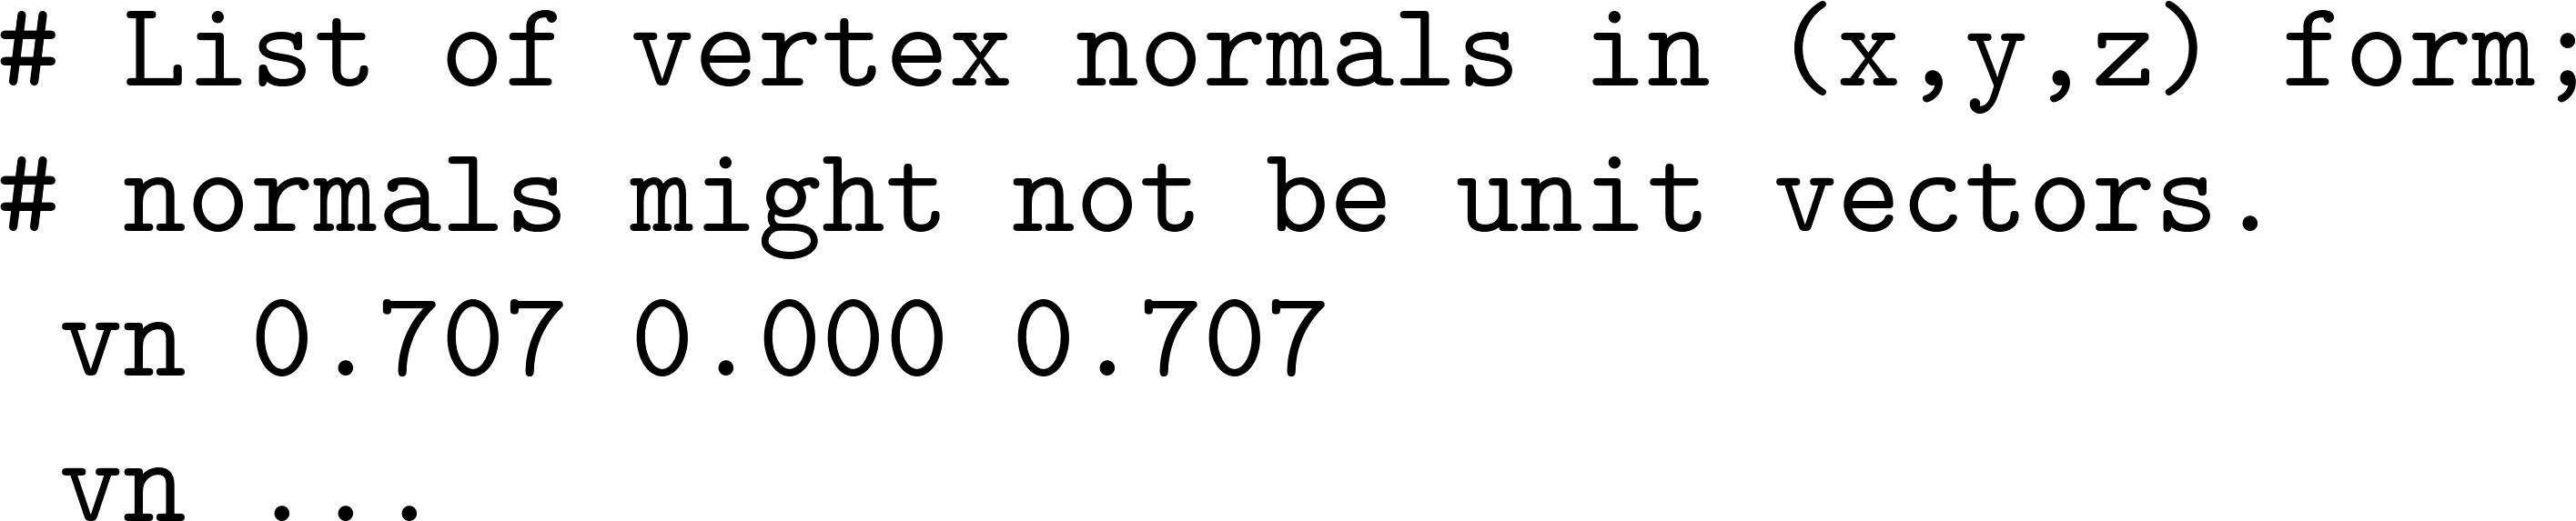 # List of vertex normals in (x,y,z) form;
# normals might not be unit vectors.
vn 0.707 0.000 0.707
vn ...